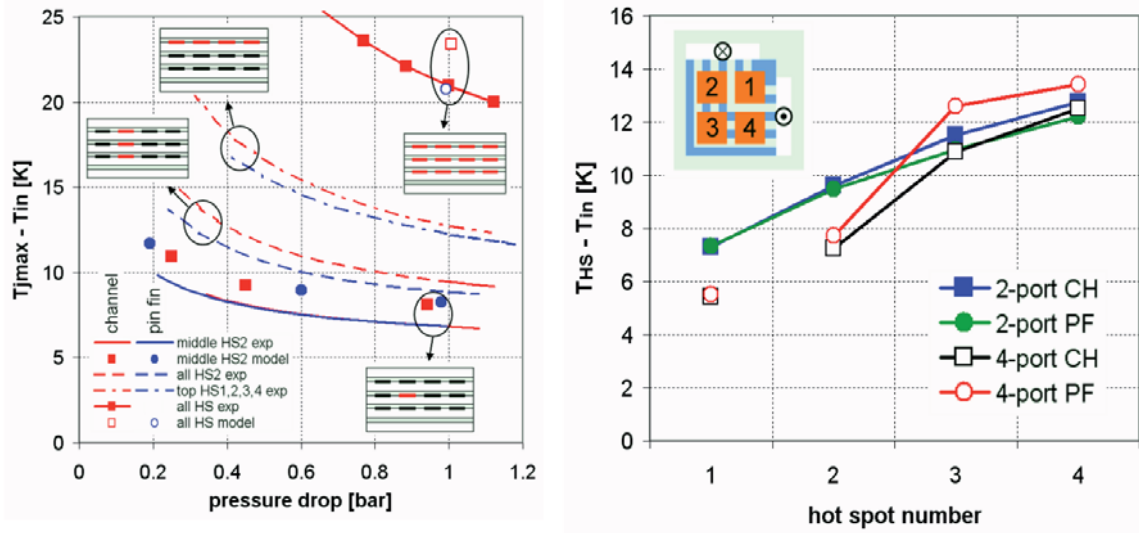 25
20
15
10
5
0
Tjmax - Tin [K]
channel
pin fin
middle HS2 exp
middle HS2 model
all HS2 exp
top HS1,2,3,4 exp
all HS exp
all HS model
0 0.2 0.4 0.6 0.8 1 1.2
pressure drop [bar]
16
14
12
10
8
6
4
2
0
THS - Tin [K]
2 1
3 4
2-port CH
2-port PF
4-port CH
4-port PF
1 2 3 4
hot spot number